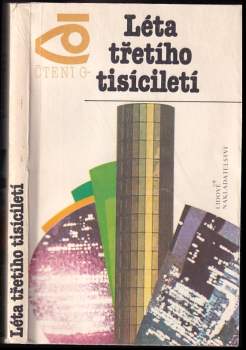 ČTENÍ
Léta
třetího
tisíciletí
LIDOVÉ
NAKLADATELSTVÍ
Léta třetího tisíciletí